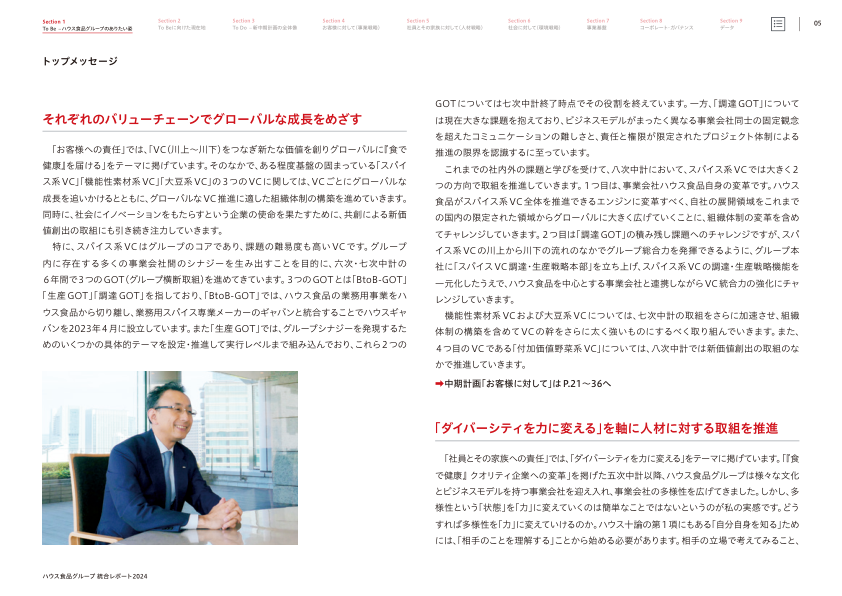 Section 1
To Be －ハウス食品グループのありたい姿
Section 2
To Beに向けた現在地
Section 3
To Do －新中期計画の全体像
Section 4
お客様に対して(事業戦略)
Section 5
社員とその家族に対して(人材戦略)
Section 6
社会に対して(環境戦略)
Section 7
事業基盤
Section 8
コーポレート・ガバナンス
Section 9
データ
05
トップメッセージ
それぞれのバリューチェーンでグローバルな成長をめざす
「お客様への責任」では、「VC(川上～川下)をつなぎ新たな価値を創りグローバルに『食で
健康』を届ける」をテーマに掲げています。そのなかで、ある程度基盤の固まっている「スパイ
ス系VC」「機能性素材系VC」「大豆系VC」の3つのVCに関しては、VCごとにグローバルな
成長を追いかけるとともに、グローバルなVC推進に適した組織体制の構築を進めていきます。
同時に、社会にイノベーションをもたらすという企業の使命を果たすために、共創による新価
値創出の取組にも引き続き注力していきます。
特に、スパイス系VCはグループのコアであり、課題の難易度も高いVCです。グループ
内に存在する多くの事業会社間のシナジーを生み出すことを目的に、六次・七次中計の
6年間で3つのGOT(グループ横断取組)を進めてきています。3つのGOTとは「BtoB-GOT」
「生産GOT」「調達GOT」を指しており、「BtoB-GOT」では、ハウス食品の業務用事業をハ
ウス食品から切り離し、業務用スパイス専業メーカーのギャバンと統合することでハウスギャ
バンを2023年4月に設立しています。また「生産GOT」では、グループシナジーを発現するた
めのいくつかの具体的テーマを設定・推進して実行レベルまで組み込んでおり、これら2つの
GOTについては七次中計終了時点でその役割を終えています。一方、「調達GOT」について
は現在大きな課題を抱えており、ビジネスモデルがまったく異なる事業会社同士の固定観念
を超えたコミュニケーションの難しさと、責任と権限が限定されたプロジェクト体制による
推進の限界を認識するに至っています。
これまでの社内外の課題と学びを受けて、八次中計において、スパイス系VCでは大きく2
つの方向で取組を推進していきます。1つ目は、事業会社ハウス食品自身の変革です。ハウス
食品がスパイス系VC全体を推進できるエンジンに変革すべく、自社の展開領域をこれまで
の国内の限定された領域からグローバルに大きく広げていくことに、組織体制の変革を含め
てチャレンジしていきます。2つ目は「調達GOT」の積み残し課題へのチャレンジですが、スパ
イス系VCの川上から川下の流れのなかでグループ総合力を発揮できるように、グループ本
社に「スパイスVC調達・生産戦略本部」を立ち上げ、スパイス系VCの調達・生産戦略機能を
一元化したうえで、ハウス食品を中心とする事業会社と連携しながらVC統合力の強化にチャ
レンジしていきます。
機能性素材系VCおよび大豆系VCについては、七次中計の取組をさらに加速させ、組織
体制の構築を含めてVCの幹をさらに太く強いものにするべく取り組んでいきます。また、
4つ目のVCである「付加価値野菜系VC」については、八次中計では新価値創出の取組のな
かで推進していきます。
➡中期計画「お客様に対して」はP.21～36へ
「ダイバーシティを力に変える」を軸に人材に対する取組を推進
「社員とその家族への責任」では、「ダイバーシティを力に変える」をテーマに掲げています。「『食
で健康』クオリティ企業への変革」を掲げた五次中計以降、ハウス食品グループは様々な文化
とビジネスモデルを持つ事業会社を迎え入れ、事業会社の多様性を広げてきました。しかし、多
様性という「状態」を「力」に変えていくのは簡単なことではないというのが私の実感です。どう
すれば多様性を「力」に変えていけるのか。ハウス十論の第1項にもある「自分自身を知る」ため
には、「相手のことを理解する」ことから始める必要があります。相手の立場で考えてみること、
ハウス食品グループ 統合レポート2024